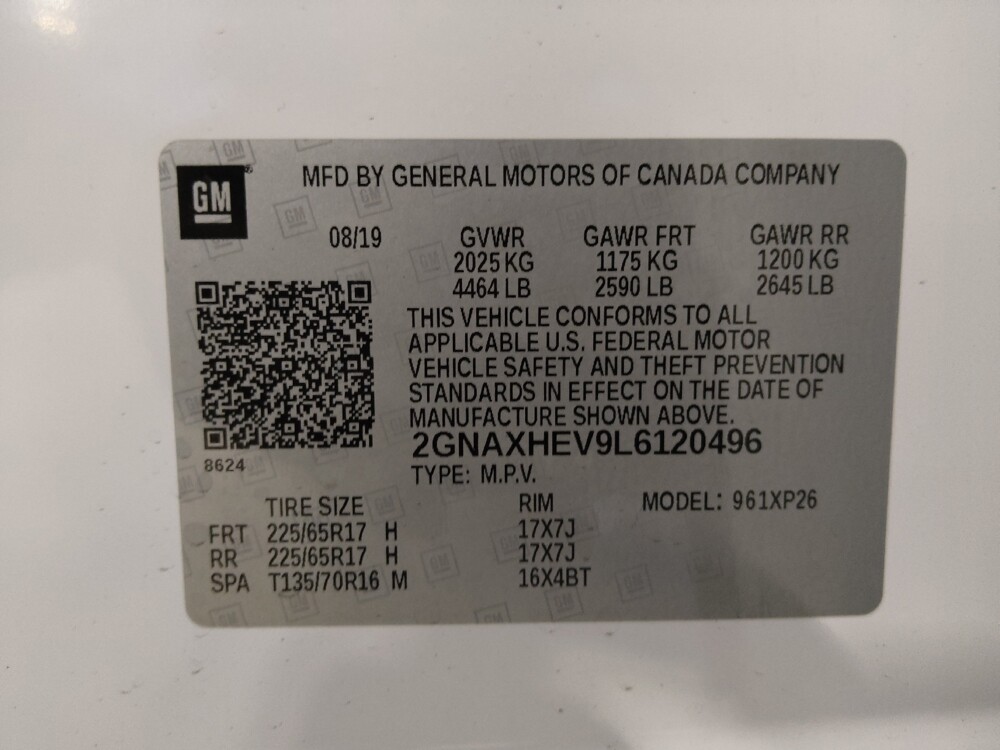 GM
MFD BY GENERAL MOTORS OF CANADA COMPANY
08/19 GVWR GAWR FRT GAWR RR
2025 KG 1175 KG 1200 KG
4464 LB 2590 LB 2645 LB
THIS VEHICLE CONFORMS TO ALL
APPLICABLE U.S. FEDERAL MOTOR
VEHICLE SAFETY AND THEFT PREVENTION
STANDARDS IN EFFECT ON THE DATE OF
MANUFACTURE SHOWN ABOVE.
2GNAXHEV9L6120496
8624
TYPE: M.P.V.
TIRE SIZE RIM MODEL: 961XP26
FRT 225/65R17 H 17X7J
RR 225/65R17 H 17X7J
SPA T135/70R16 M 16X4BT